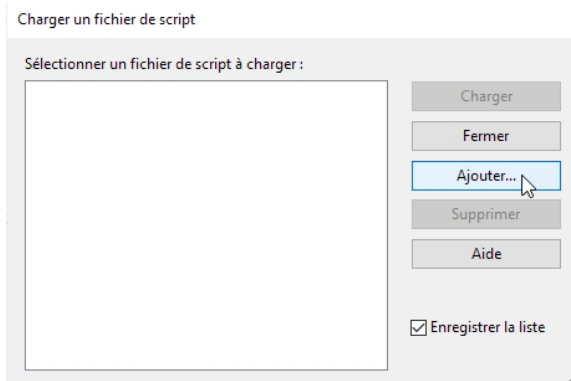 Charger un fichier de script
Sélectionner un fichier de script à charger :
Charger
Fermer
Ajouter...
Supprimer
Aide
Enregistrer la liste